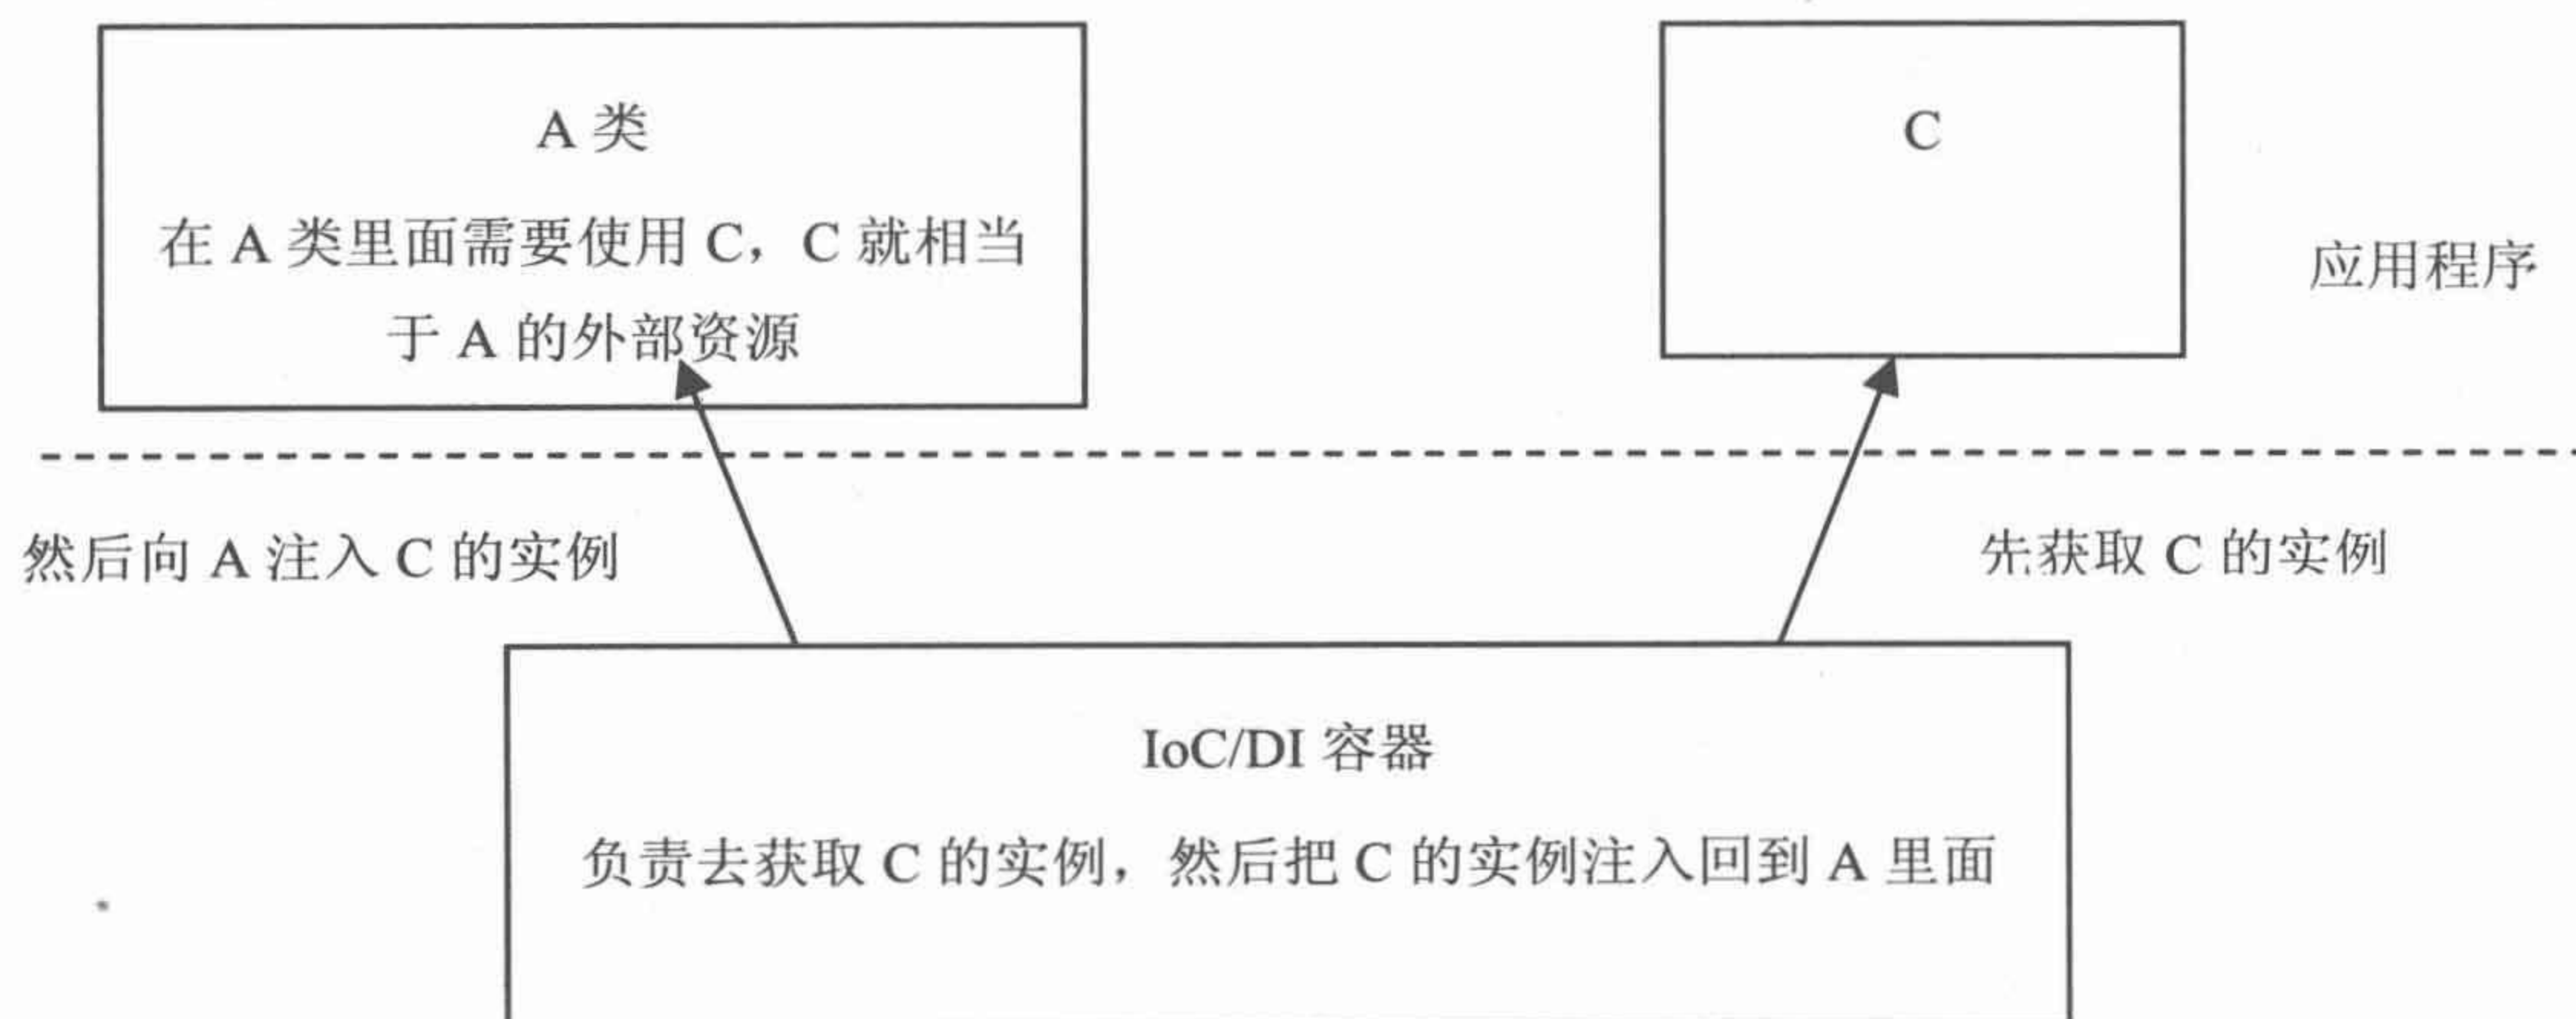 A 类
C
在 A 类里面需要使用 C，C 就相当
于 A 的外部资源
应用程序
然后向 A 注入 C 的实例
先获取 C 的实例
IoC/DI 容器
负责去获取 C 的实例，然后把 C 的实例注入回到 A 里面